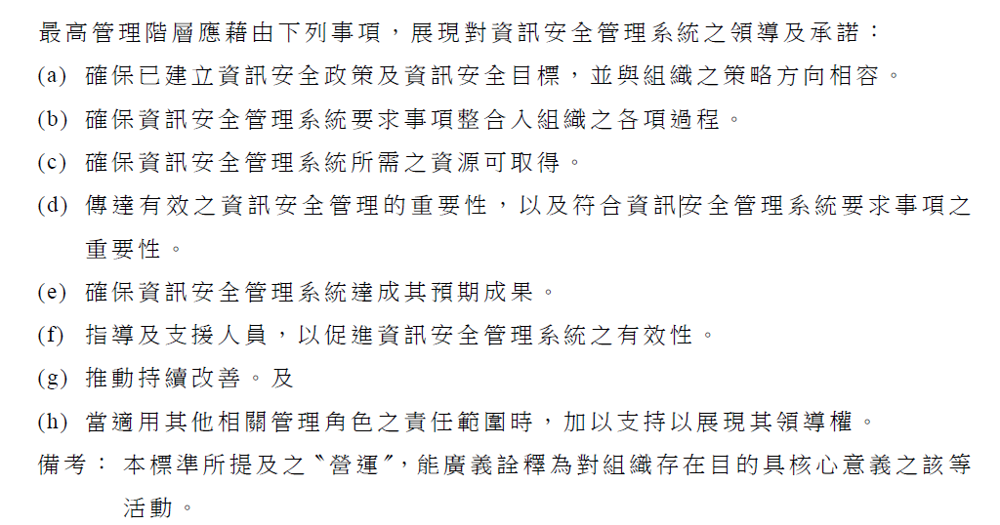 最高管理階層應藉由下列事項，展現對資訊安全管理系統之領導及承諾：
(a) 確保已建立資訊安全政策及資訊安全目標，並與組織之策略方向相容。
(b) 確保資訊安全管理系統要求事項整合入組織之各項過程。
(c) 確保資訊安全管理系統所需之資源可取得。
(d) 傳達有效之資訊安全管理的重要性，以及符合資訊安全管理系統要求事項之
重要性。
(e) 確保資訊安全管理系統達成其預期成果。
(f) 指導及支援人員，以促進資訊安全管理系統之有效性。
(g) 推動持續改善。及
(h) 當適用其他相關管理角色之責任範圍時，加以支持以展現其領導權。
備考： 本標準所提及之〝營運〞，能廣義詮釋為對組織存在目的具核心意義之該等
活動。